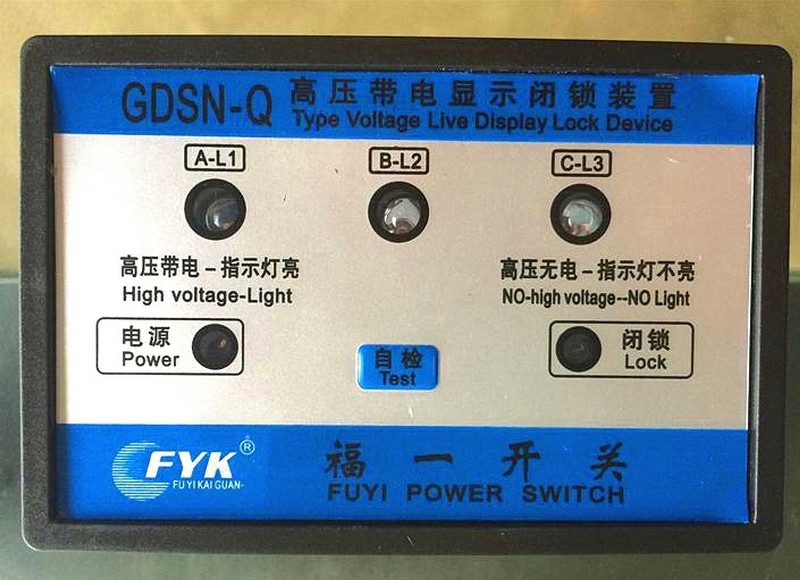 GDSN-Q 高压带电显示闭锁装置
Type Voltage Live Display Lock Device
A-L1
B-L2
C-L3
高压带电-指示灯亮
High voltage-Light
高压无电-指示灯不亮
NO-high voltage--NO Light
电源
Power
自检
Test
闭锁
Lock
FYK®
FU YI KAI GUAN·
福一开关
FUYI POWER SWITCH